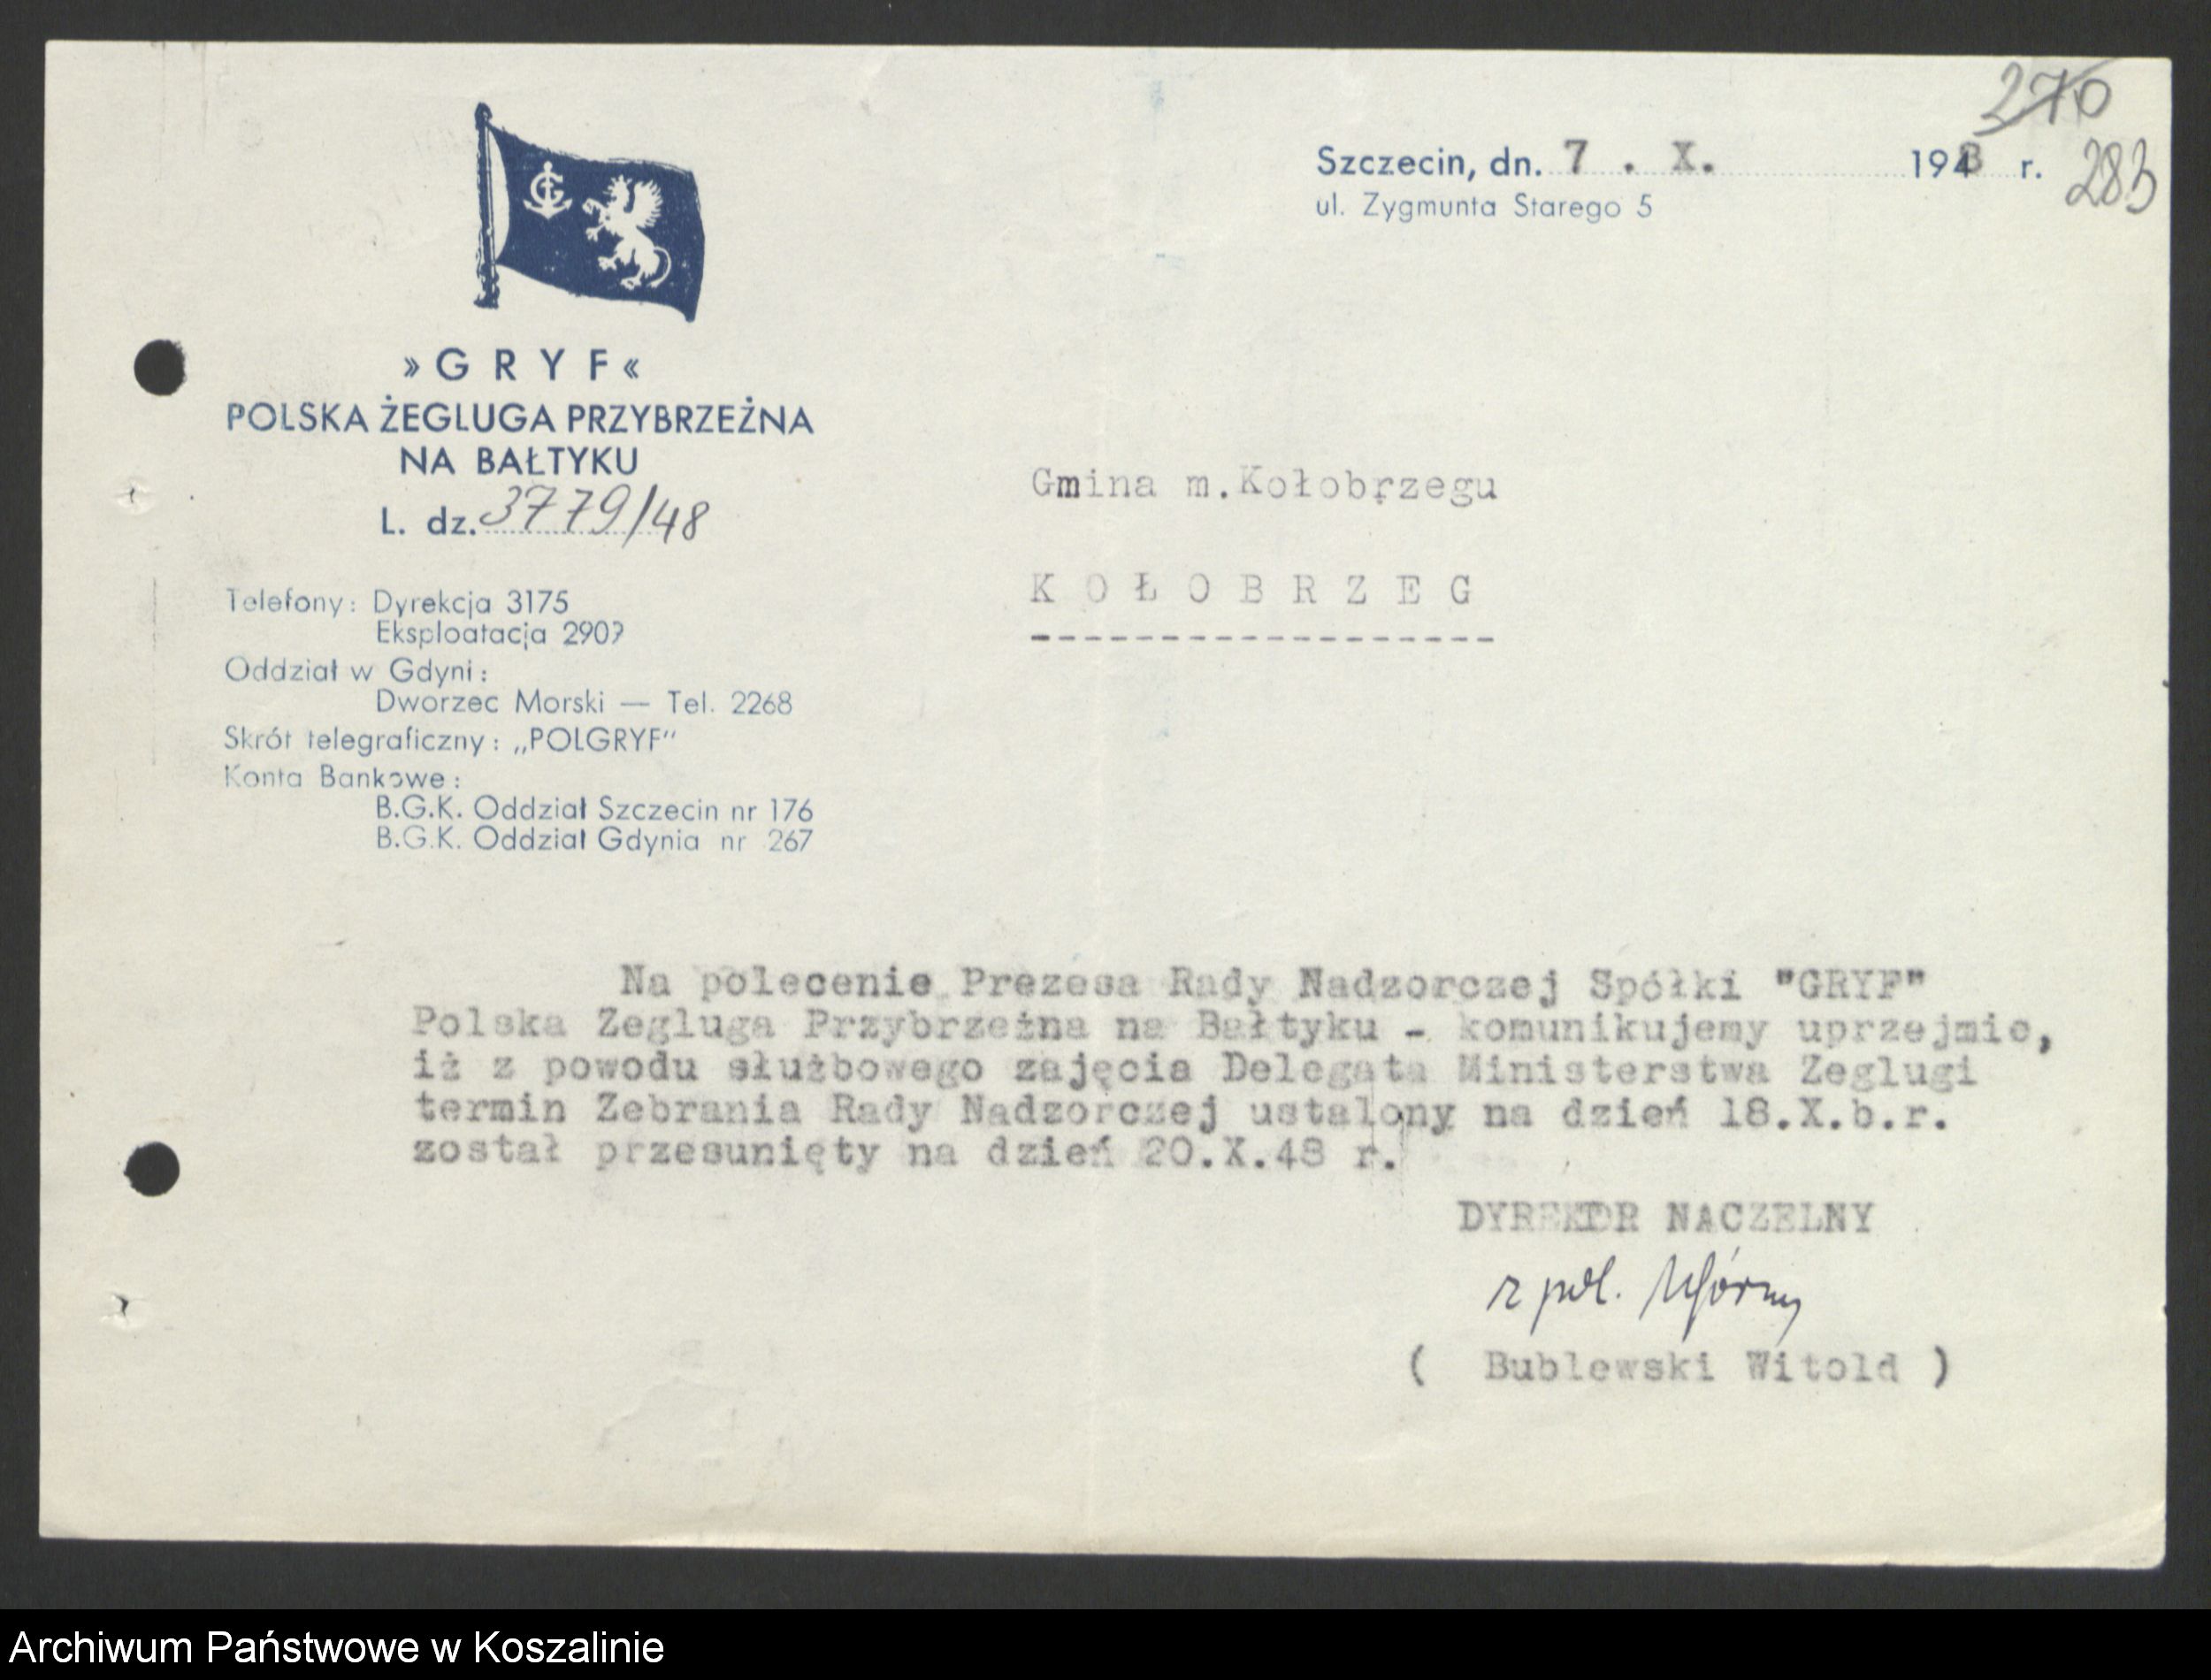 270
Szczecin, dn. 7 . X. 1948 r.
283
ul. Zygmunta Starego 5
»GRYF«
POLSKA ŻEGLUGA PRZYBRZEŻNA
NA BAŁTYKU
L. dz. 3779/48
Gmina m.Kołobrzegu
KOŁOBRZEG
------------------
Telefony: Dyrekcja 3175
Eksploatacja 2907
Oddział w Gdyni:
Dworzec Morski — Tel. 2268
Skrót telegraficzny: „POLGRYF"
Konta Bankowe:
B.G.K. Oddział Szczecin nr 176
B.G.K. Oddział Gdynia nr 267
Na polecenie Prezesa Rady Nadzorczej Spółki "GRYF"
Polska Zegluga Przybrzeżna na Bałtyku - komunikujemy uprzejmie,
iż z powodu służbowego zajęcia Delegata Ministerstwa Zeglugi
termin Zebrania Rady Nadzorczej ustalony na dzień 18.X.b.r.
został przesunięty na dzień 20.X.48 r.
DYREKTOR NACZELNY
z pol.
( Bublewski Witold )
Archiwum Państwowe w Koszalinie